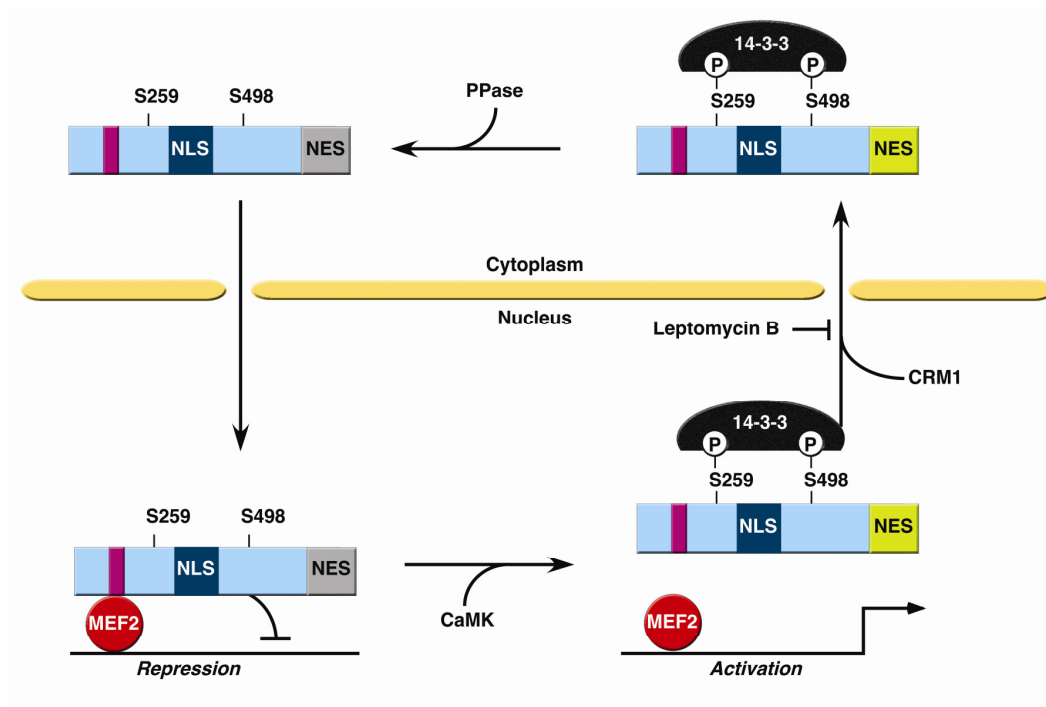 14-3-3
P P
S259 S498
PPase
S259 S498
NLS NES
NLS NES
Cytoplasm
Nucleus
Leptomycin B
CRM1
14-3-3
P P
S259 S498
S259 S498
NLS NES
NLS NES
MEF2
CaMK
MEF2
Repression
Activation